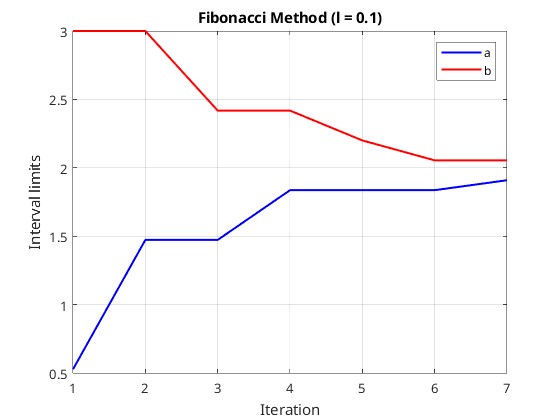 Fibonacci Method (l = 0.1)
a
b
3
2.5
2
1.5
1
0.5
Interval limits
1 2 3 4 5 6 7
Iteration